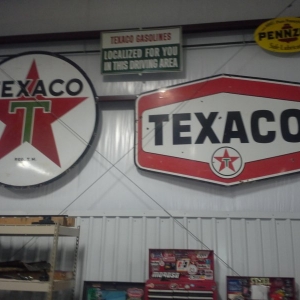 TEXACO GASOLINES
LOCALIZED FOR YOU
IN THIS DRIVING AREA
PENNZ
TEXACO
T
TEXACO
T